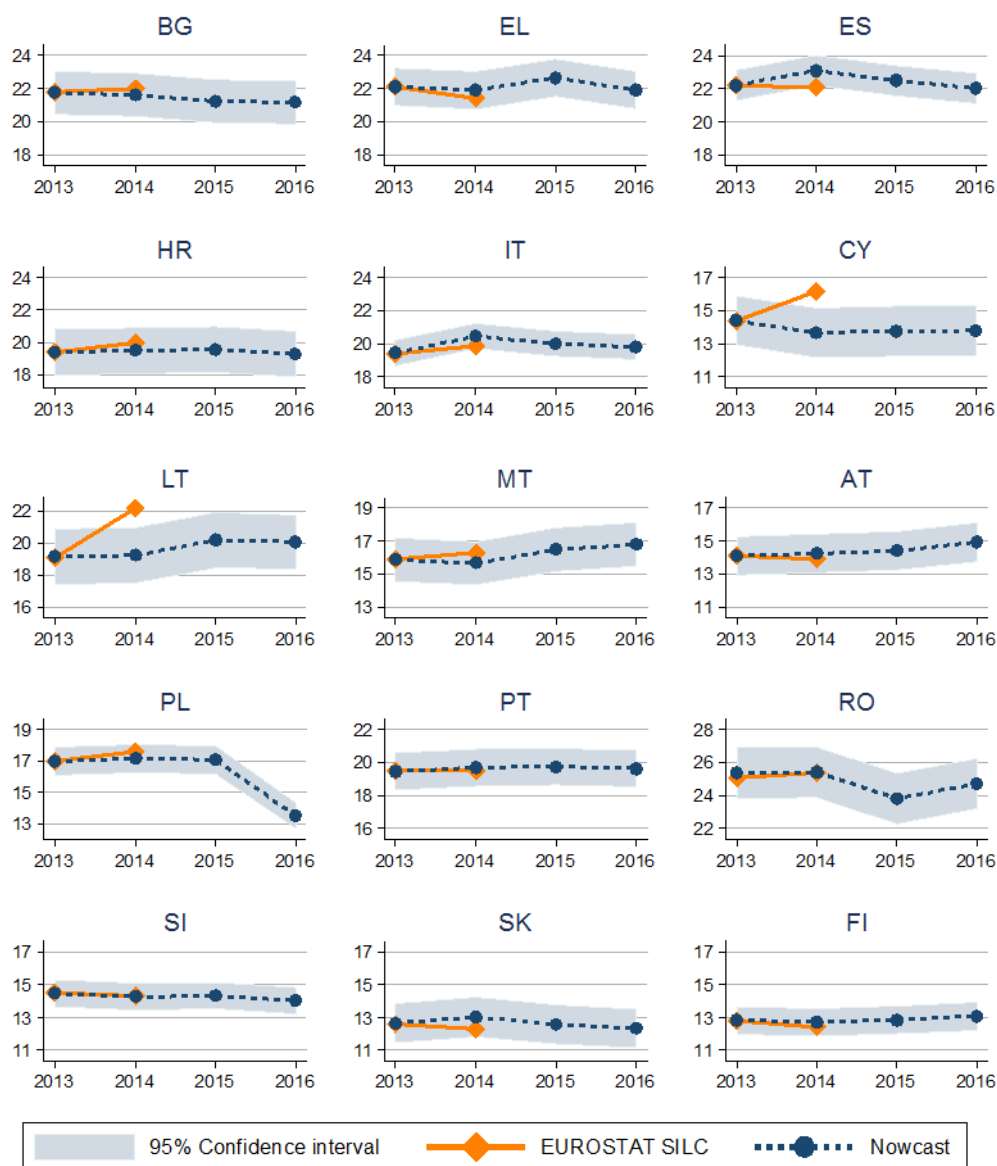 BG EL ES
24 24 24
22 22 22
20 20 20
18 18 18
2013 2014 2015 2016 2013 2014 2015 2016 2013 2014 2015 2016
HR IT CY
24 24 17
22 22 15
20 20 13
18 18 11
2013 2014 2015 2016 2013 2014 2015 2016 2013 2014 2015 2016
LT MT AT
22 19 17
20 17 15
18 15 13
16 13 11
2013 2014 2015 2016 2013 2014 2015 2016 2013 2014 2015 2016
PL PT RO
19 22 28
17 20 26
15 18 24
13 16 22
2013 2014 2015 2016 2013 2014 2015 2016 2013 2014 2015 2016
SI SK FI
17 17 17
15 15 15
13 13 13
11 11 11
2013 2014 2015 2016 2013 2014 2015 2016 2013 2014 2015 2016
95% Confidence interval EUROSTAT SILC Nowcast